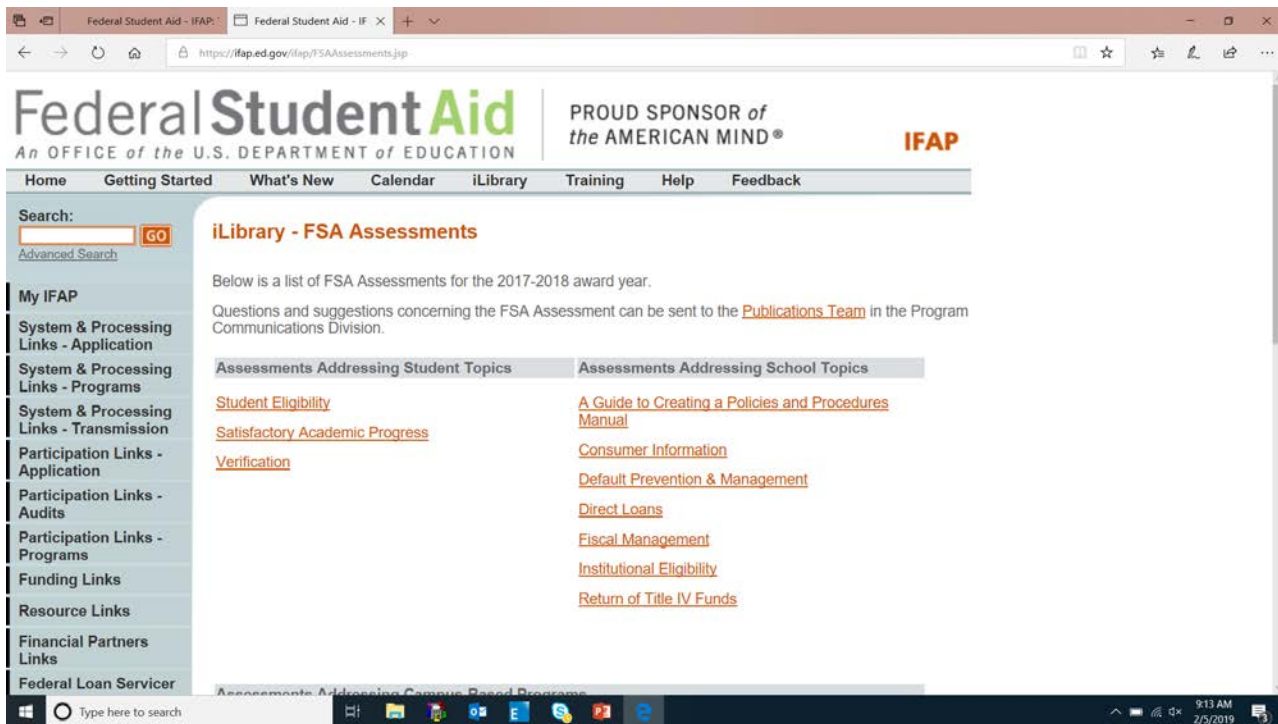 Federal Student Aid - IFAP: Federal Student Aid - IF
https://ifap.ed.gov/ifap/FSAAssessments.jsp
Federal Student Aid
An OFFICE of the U.S. DEPARTMENT of EDUCATION
PROUD SPONSOR of
the AMERICAN MIND®
IFAP
Home Getting Started What's New Calendar iLibrary Training Help Feedback
Search:
GO
Advanced Search
My IFAP
System & Processing
Links - Application
System & Processing
Links - Programs
System & Processing
Links - Transmission
Participation Links -
Application
Participation Links -
Audits
Participation Links -
Programs
Funding Links
Resource Links
Financial Partners
Links
Federal Loan Servicer
iLibrary - FSA Assessments
Below is a list of FSA Assessments for the 2017-2018 award year.
Questions and suggestions concerning the FSA Assessment can be sent to the Publications Team in the Program
Communications Division.
Assessments Addressing Student Topics
Student Eligibility
Satisfactory Academic Progress
Verification
Assessments Addressing School Topics
A Guide to Creating a Policies and Procedures
Manual
Consumer Information
Default Prevention & Management
Direct Loans
Fiscal Management
Institutional Eligibility
Return of Title IV Funds
Assessments Addressing Campus Based Programs
Type here to search
9:13 AM
2/5/2019